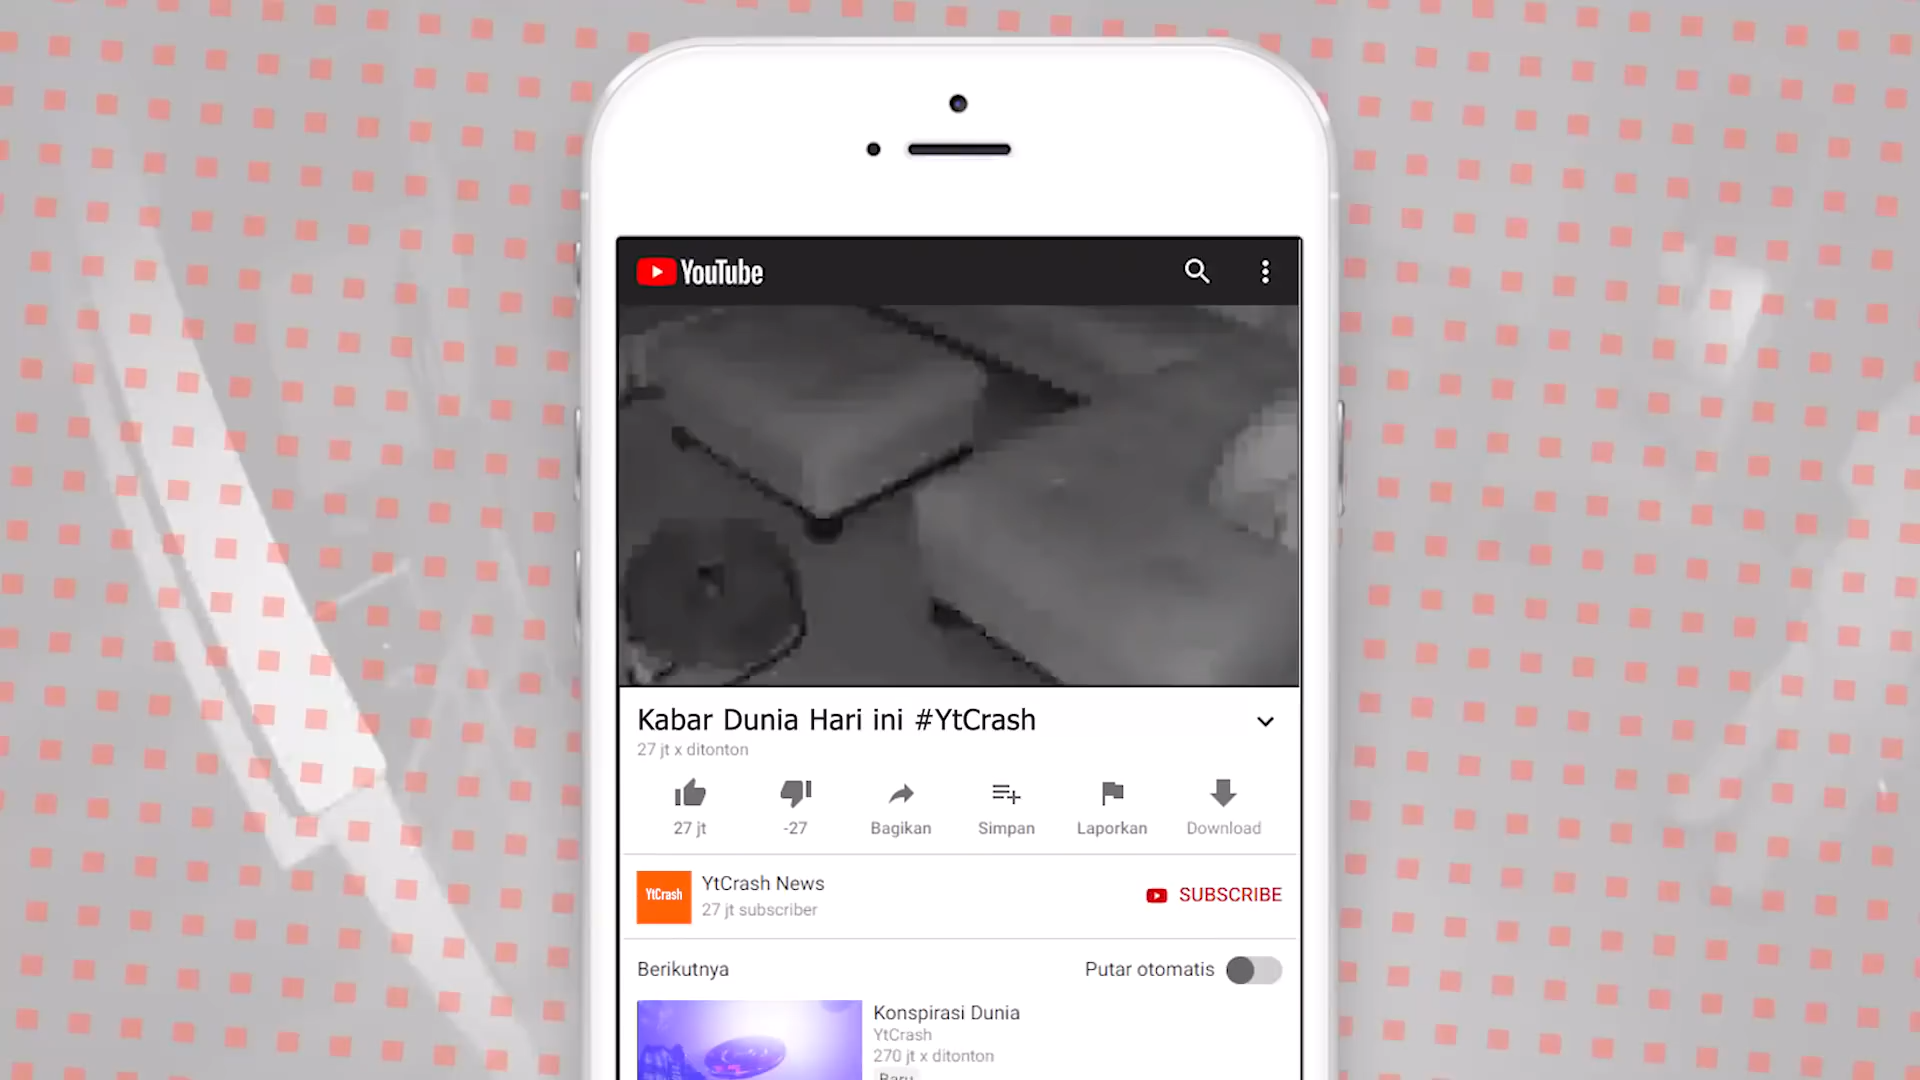 YouTube
Kabar Dunia Hari ini #YtCrash
27 jt x ditonton
27 jt
-27
Bagikan
Simpan
Laporkan
Download
YtCrash
YtCrash News
27 jt subscriber
SUBSCRIBE
Berikutnya
Putar otomatis
Konspirasi Dunia
YtCrash
270 jt x ditonton
Baru